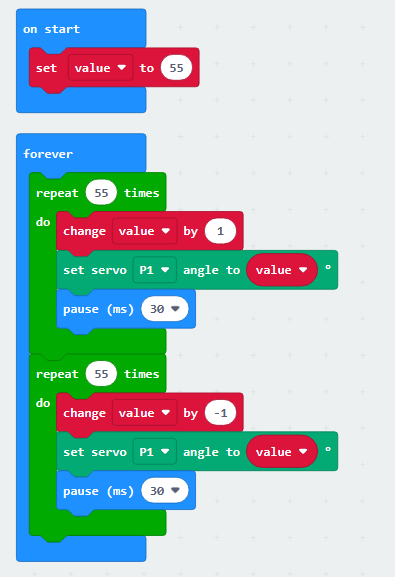 on start
set value to 55
forever
repeat 55 times
do
change value by 1
set servo P1 angle to value °
pause (ms) 30
repeat 55 times
do
change value by -1
set servo P1 angle to value °
pause (ms) 30